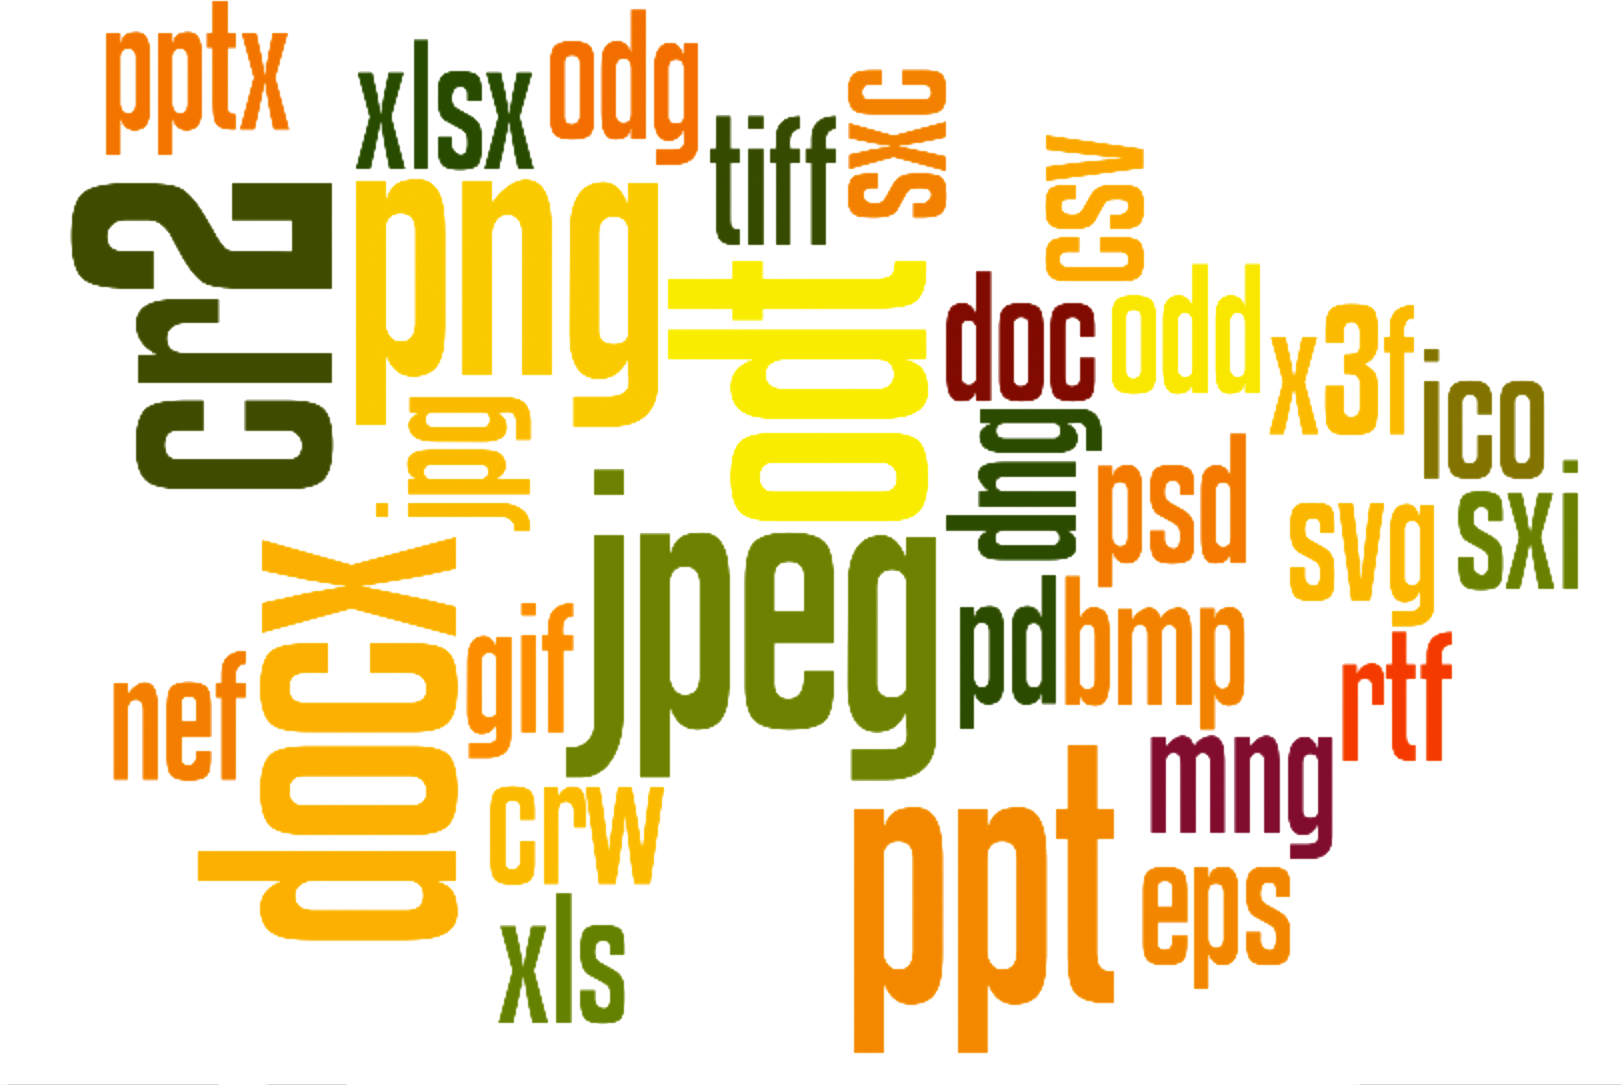 pptx
xlsx
odg
tiff
sxc
csv
cr2
png
odt
doc
odd
x3f
ico
jpg
dng
psd
svg
sxi
docx
jpeg
nef
gif
pd
bmp
rtf
crw
mng
ppt
eps
xls